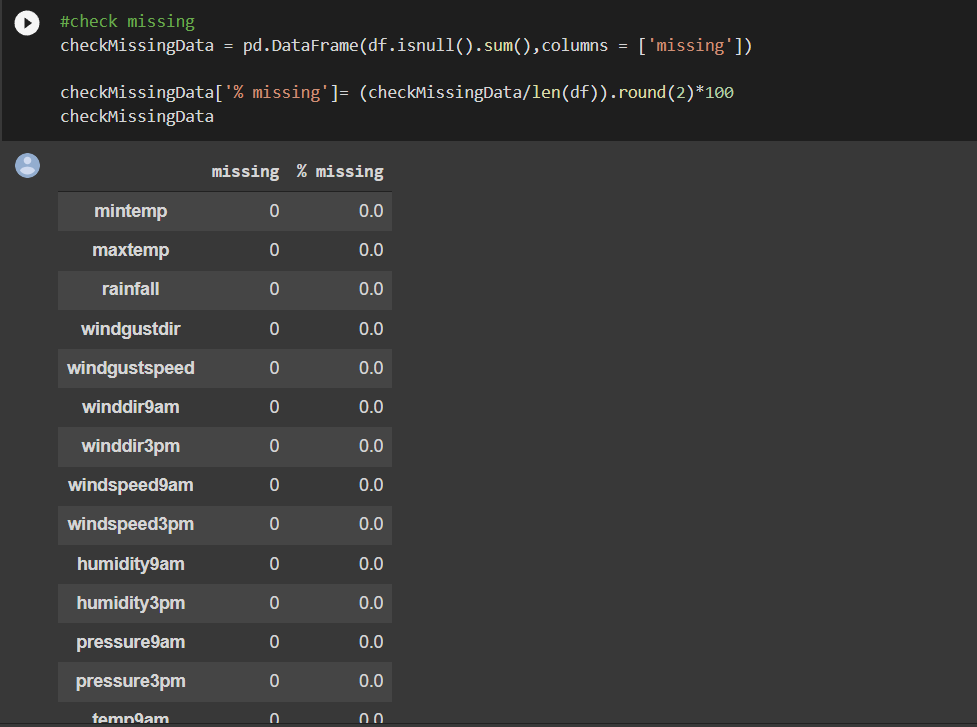 #check missing
checkMissingData = pd.DataFrame(df.isnull().sum(),columns = ['missing'])
checkMissingData['% missing']= (checkMissingData/len(df)).round(2)*100
checkMissingData
missing % missing
mintemp 0 0.0
maxtemp 0 0.0
rainfall 0 0.0
windgustdir 0 0.0
windgustspeed 0 0.0
winddir9am 0 0.0
winddir3pm 0 0.0
windspeed9am 0 0.0
windspeed3pm 0 0.0
humidity9am 0 0.0
humidity3pm 0 0.0
pressure9am 0 0.0
pressure3pm 0 0.0
temp9am 0 0.0